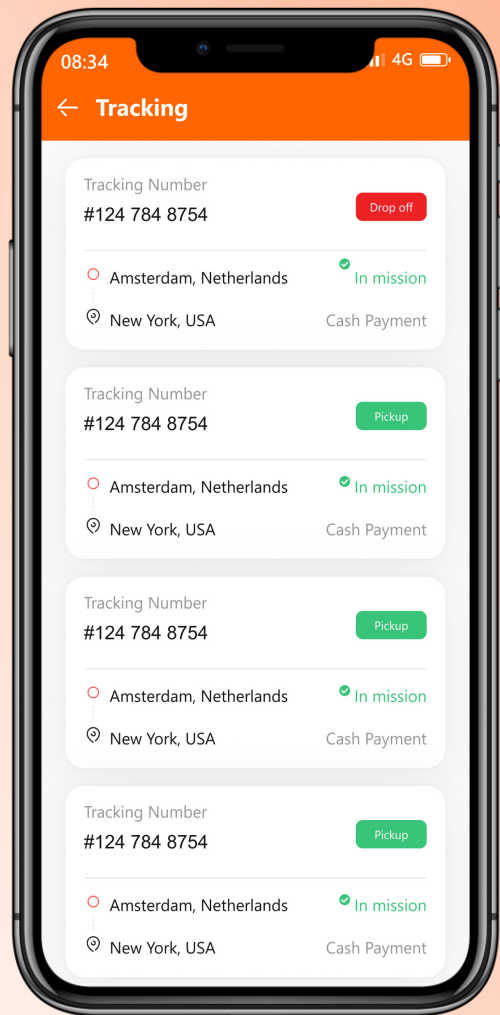 08:34
4G
Tracking
Tracking Number
#124 784 8754
Drop off
Amsterdam, Netherlands
In mission
New York, USA
Cash Payment
Tracking Number
#124 784 8754
Pickup
Amsterdam, Netherlands
In mission
New York, USA
Cash Payment
Tracking Number
#124 784 8754
Pickup
Amsterdam, Netherlands
In mission
New York, USA
Cash Payment
Tracking Number
#124 784 8754
Pickup
Amsterdam, Netherlands
In mission
New York, USA
Cash Payment